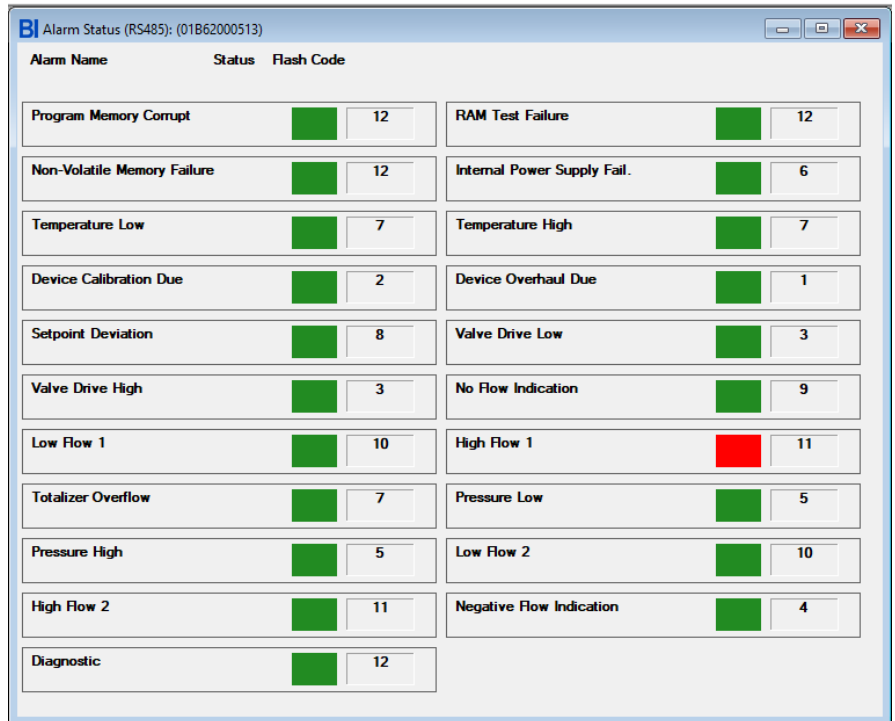 BI Alarm Status (RS485): (01B62000513)
Alarm Name Status Flash Code
Program Memory Corrupt 12 RAM Test Failure 12
Non-Volatile Memory Failure 12 Internal Power Supply Fail. 6
Temperature Low 7 Temperature High 7
Device Calibration Due 2 Device Overhaul Due 1
Setpoint Deviation 8 Valve Drive Low 3
Valve Drive High 3 No Flow Indication 9
Low Flow 1 10 High Flow 1 11
Totalizer Overflow 7 Pressure Low 5
Pressure High 5 Low Flow 2 10
High Flow 2 11 Negative Flow Indication 4
Diagnostic 12